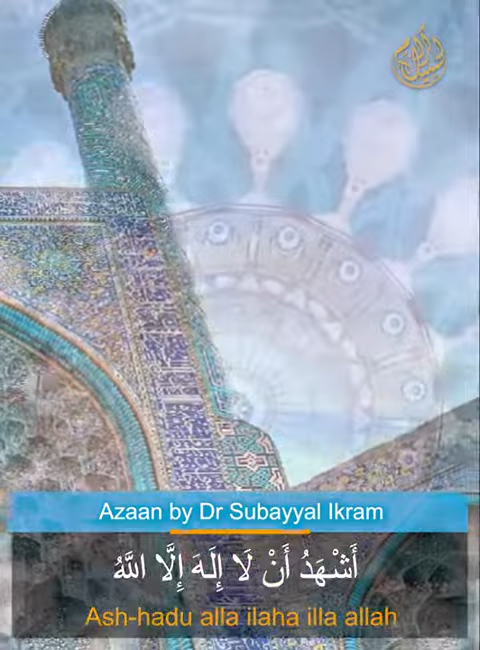 Azaan by Dr Subayyal Ikram
أَشْهَدُ أَنْ لَا إِلَهَ إِلَّا اللَّهُ
Ash-hadu alla ilaha illa allah